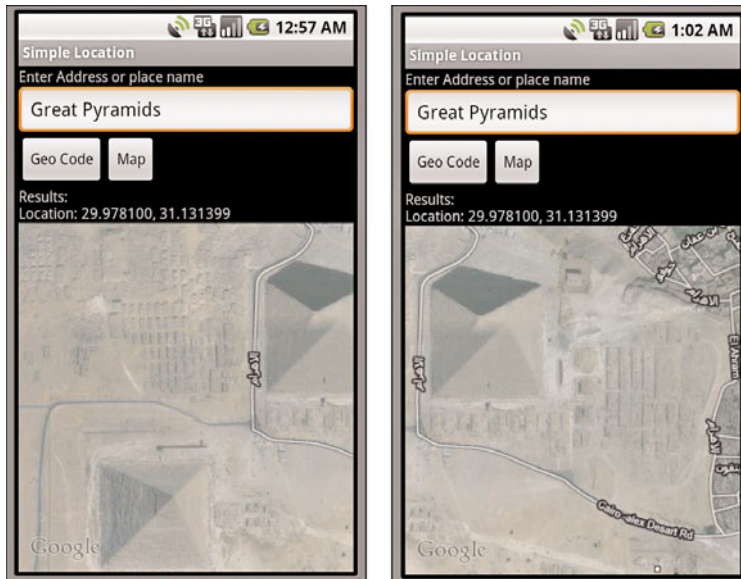 12:57 AM
Simple Location
Enter Address or place name
Great Pyramids
Geo Code
Map
Results:
Location: 29.978100, 31.131399
Google
1:02 AM
Simple Location
Enter Address or place name
Great Pyramids
Geo Code
Map
Results:
Location: 29.978100, 31.131399
El Ahram
Cairo -alex Desart Rd
Google